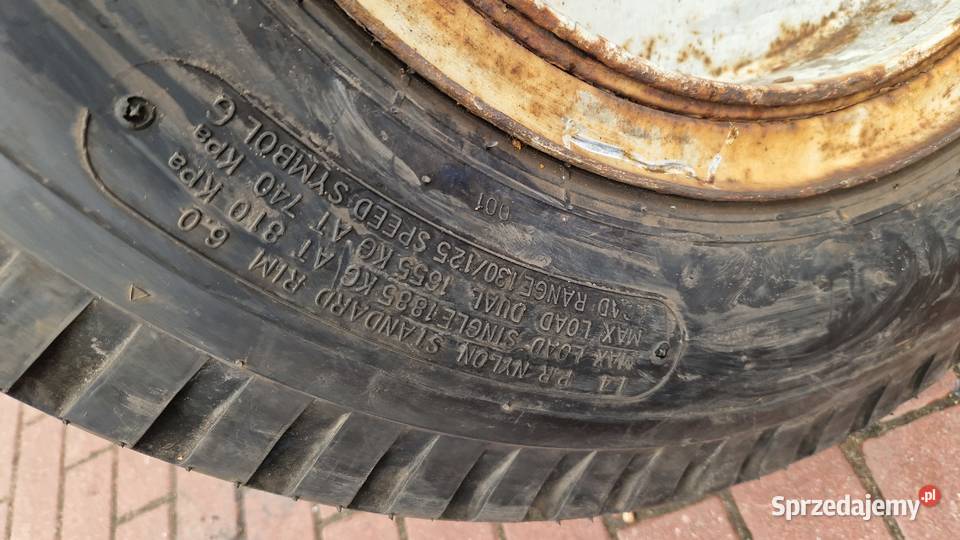 14 P.R NYLON STANDARD RIM 6.0
MAX LOAD SINGLE 1885 KG AT 810 KPa
MAX LOAD DUAL 1655 KG AT 740 KPa
RANGE 130/125 SPEED SYMBOL G
001
Sprzedajemy.pl